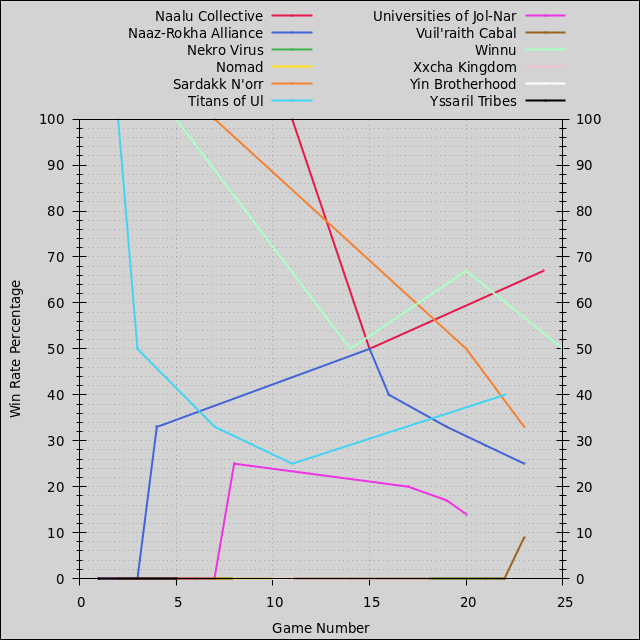 Naalu Collective
Universities of Jol-Nar
Naaz-Rokha Alliance
Vuil'raith Cabal
Nekro Virus
Winnu
Nomad
Xxcha Kingdom
Sardakk N'orr
Yin Brotherhood
Titans of Ul
Yssaril Tribes
100 100
90 90
80 80
70 70
60 60
50 50
40 40
30 30
20 20
10 10
0 0
0 5 10 15 20 25
Win Rate Percentage
Game Number